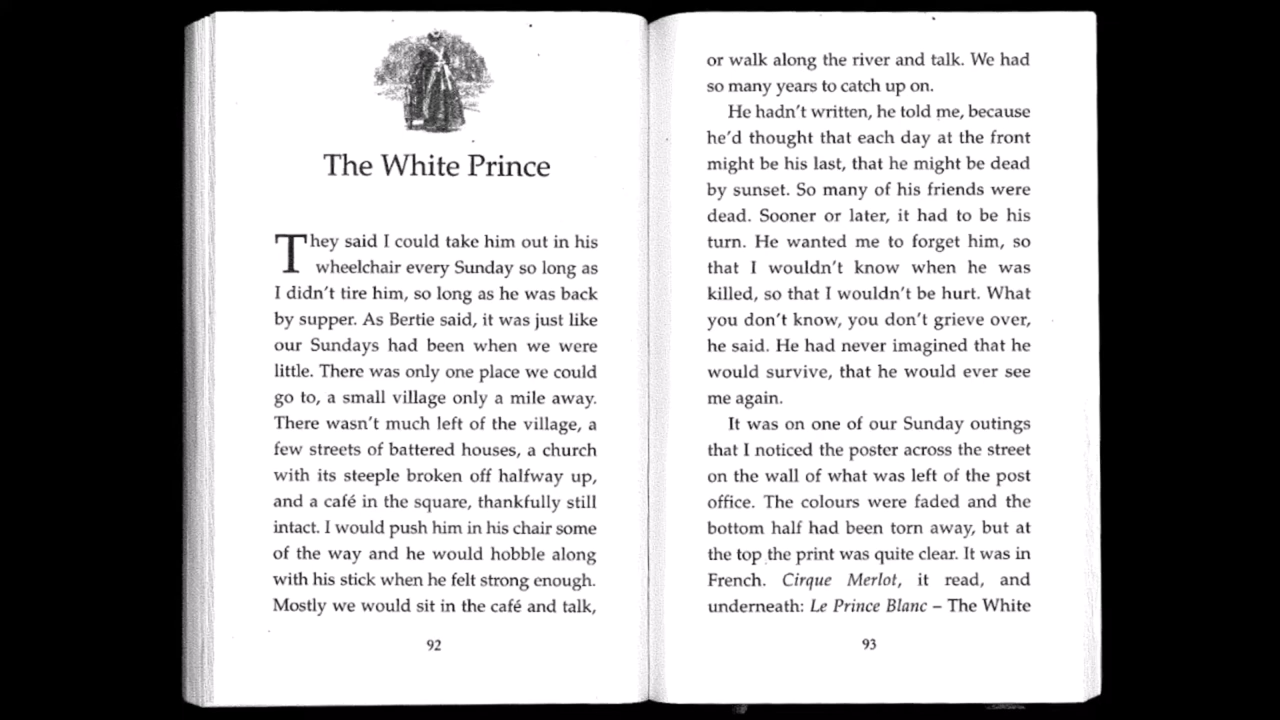 The White Prince
They said I could take him out in his
wheelchair every Sunday so long as
I didn't tire him, so long as he was back
by supper. As Bertie said, it was just like
our Sundays had been when we were
little. There was only one place we could
go to, a small village only a mile away.
There wasn't much left of the village, a
few streets of battered houses, a church
with its steeple broken off halfway up,
and a café in the square, thankfully still
intact. I would push him in his chair some
of the way and he would hobble along
with his stick when he felt strong enough.
Mostly we would sit in the café and talk,
92
or walk along the river and talk. We had
so many years to catch up on.
He hadn't written, he told me, because
he'd thought that each day at the front
might be his last, that he might be dead
by sunset. So many of his friends were
dead. Sooner or later, it had to be his
turn. He wanted me to forget him, so
that I wouldn't know when he was
killed, so that I wouldn't be hurt. What
you don't know, you don't grieve over,
he said. He had never imagined that he
would survive, that he would ever see
me again.
It was on one of our Sunday outings
that I noticed the poster across the street
on the wall of what was left of the post
office. The colours were faded and the
bottom half had been torn away, but at
the top the print was quite clear. It was in
French. Cirque Merlot, it read, and
underneath: Le Prince Blanc – The White
93